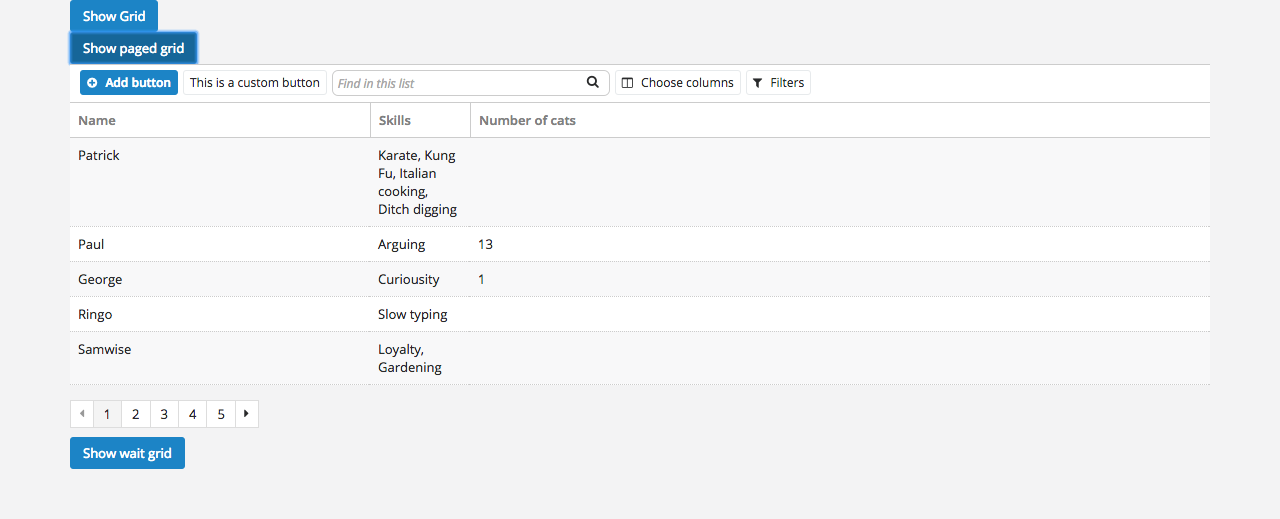 Show Grid
Show paged grid
Add button This is a custom button Find in this list Choose columns Filters
Name Skills Number of cats
Patrick Karate, Kung
Fu, Italian
cooking,
Ditch digging
Paul Arguing 13
George Curiousity 1
Ringo Slow typing
Samwise Loyalty,
Gardening
1 2 3 4 5
Show wait grid